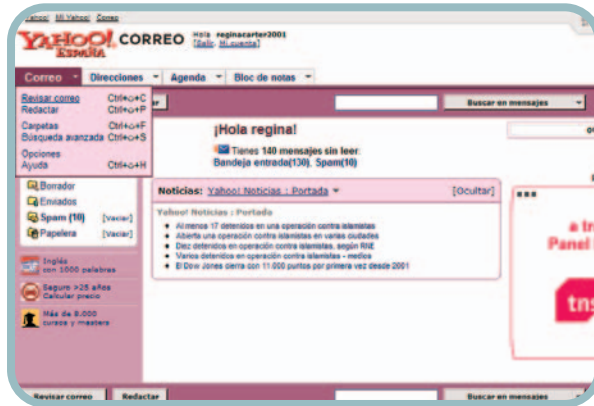 Yahoo! Mi Yahoo! Correo
YAHOO! CORREO
ESPAÑA
Hola reginacarter2001
[Salir, Mi cuenta]
Correo Direcciones Agenda Bloc de notas
Revisar correo Ctrl+⌂+C
Redactar Ctrl+⌂+P
Carpetas Ctrl+⌂+F
Búsqueda avanzada Ctrl+⌂+S
Opciones
Ayuda Ctrl+⌂+H
Buscar en mensajes
¡Hola regina!
Tienes 140 mensajes sin leer:
Bandeja entrada(130), Spam(10)
Borrador
Enviados
Spam (10) [Vaciar]
Papelera [Vaciar]
Inglés
con 1000 palabras
Seguro >25 años
Calcular precio
Más de 8.000
cursos y masters
Noticias: Yahoo! Noticias : Portada [Ocultar]
Yahoo! Noticias : Portada
Al menos 17 detenidos en una operación contra islamistas
Abierta una operación contra islamistas en varias ciudades
Diez detenidos en operación contra islamistas, según RNE
Varios detenidos en operación contra islamistas - medios
El Dow Jones cierra con 11.000 puntos por primera vez desde 2001
a tr
Panel
tns
Revisar correo Redactar Buscar en mensajes